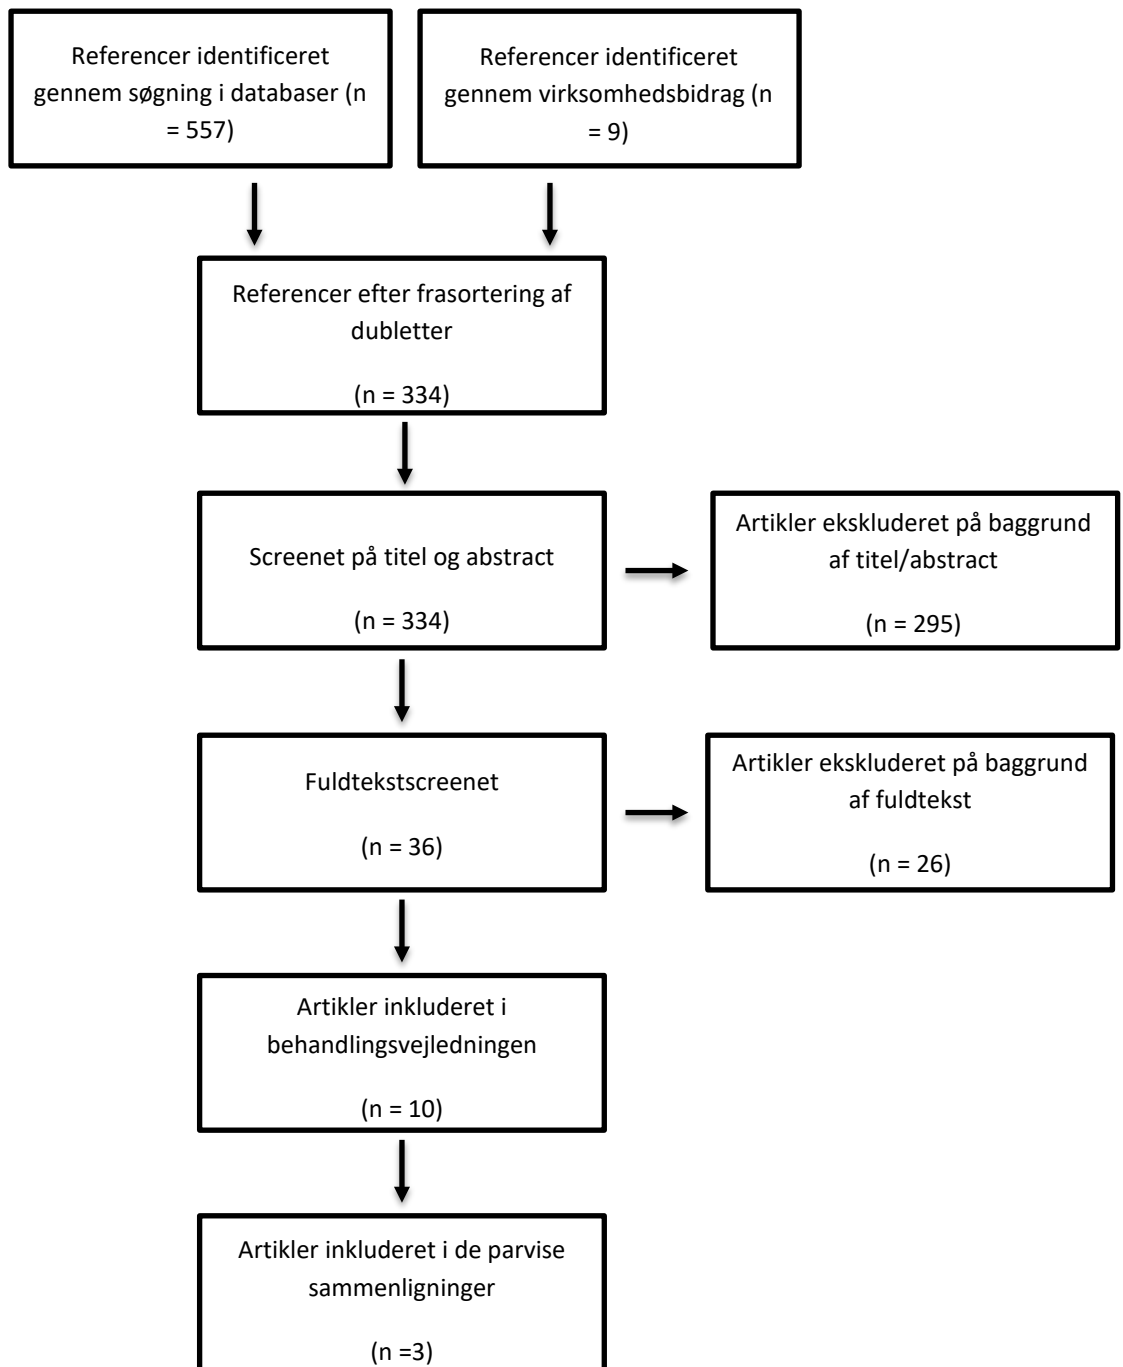 Referencer identificeret
gennem søgning i databaser (n
= 557)
Referencer identificeret
gennem virksomhedsbidrag (n
= 9)
Referencer efter frasortering af
dubletter
(n = 334)
Screenet på titel og abstract
(n = 334)
Artikler ekskluderet på baggrund
af titel/abstract
(n = 295)
Fuldtekstscreenet
(n = 36)
Artikler ekskluderet på baggrund
af fuldtekst
(n = 26)
Artikler inkluderet i
behandlingsvejledningen
(n = 10)
Artikler inkluderet i de parvise
sammenligninger
(n =3)